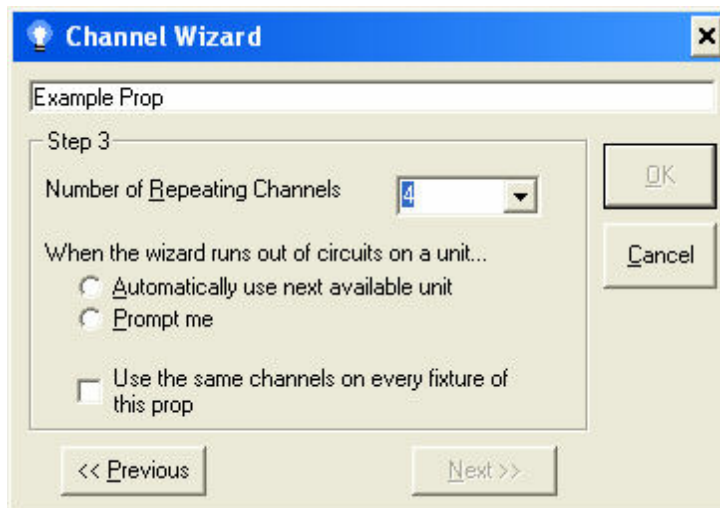 Channel Wizard
Example Prop
Step 3
Number of Repeating Channels 4
OK
When the wizard runs out of circuits on a unit...
Cancel
Automatically use next available unit
Prompt me
Use the same channels on every fixture of
this prop
<< Previous
Next >>